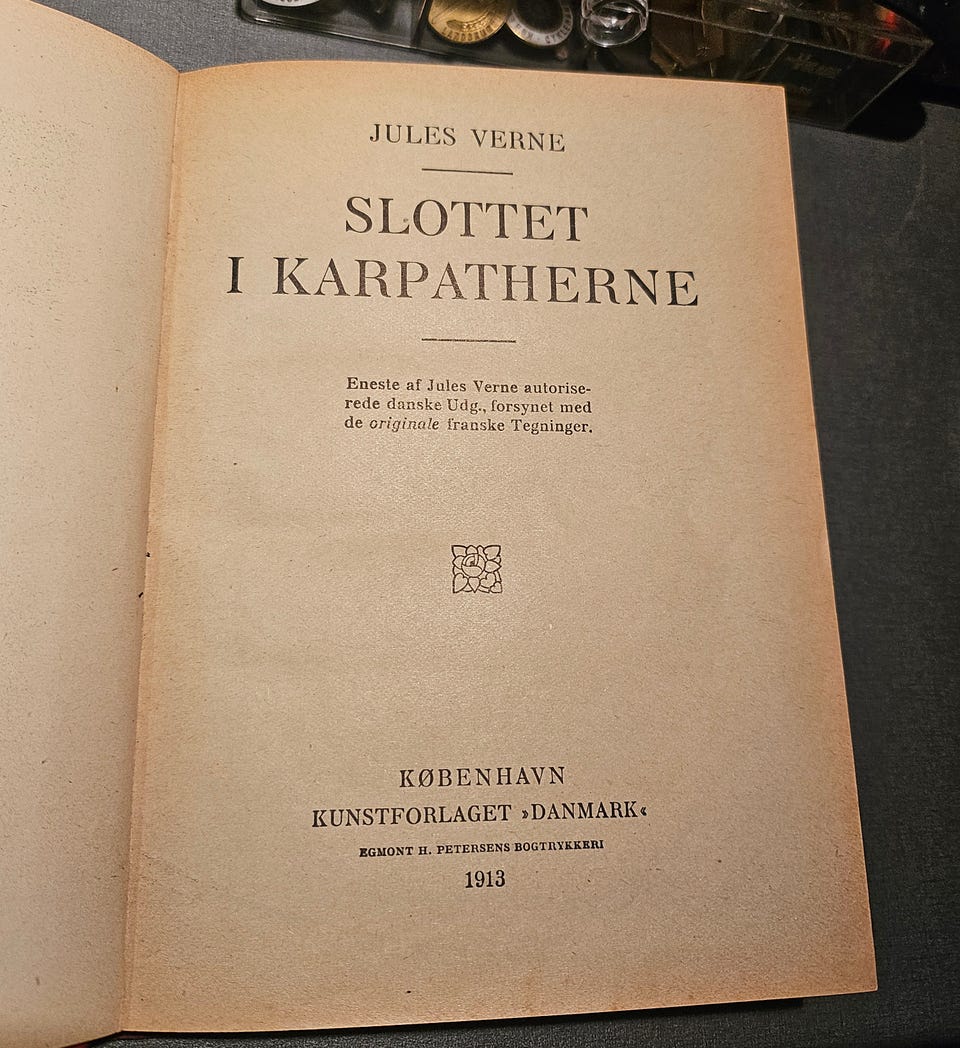 JULES VERNE
SLOTTET
I KARPATHERNE
Eneste af Jules Verne autorise-
rede danske Udg., forsynet med
de originale franske Tegninger.
KØBENHAVN
KUNSTFORLAGET »DANMARK«
EGMONT H. PETERSENS BOGTRYKKERI
1913